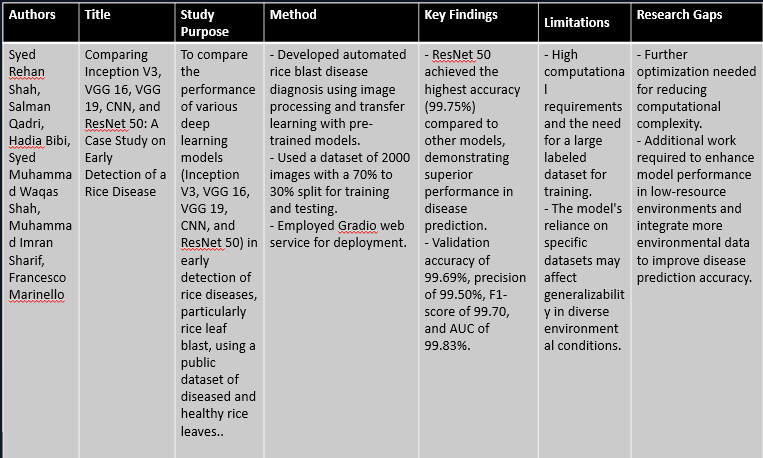 Authors
Title
Study
Purpose
Method
Key Findings
Limitations
Research Gaps
Syed
Rehan
Shah,
Salman
Qadri,
Hadia Bibi,
Syed
Muhamma
d Waqas
Shah,
Muhamma
d Imran
Sharif,
Francesco
Marinello
Comparing
Inception V3,
VGG 16, VGG
19, CNN, and
ResNet 50: A
Case Study on
Early
Detection of a
Rice Disease
To compare
the
performance
of various
deep
learning
models
(Inception
V3, VGG 16,
VGG 19,
CNN, and
ResNet 50) in
early
detection of
rice diseases,
particularly
rice leaf
blast, using a
public
dataset of
diseased and
healthy rice
leaves..
- Developed automated
rice blast disease
diagnosis using image
processing and transfer
learning with pre-
trained models.
- Used a dataset of 2000
images with a 70% to
30% split for training
and testing.
- Employed Gradio web
service for deployment.
- ResNet 50
achieved the
highest accuracy
(99.75%)
compared to
other models,
demonstrating
superior
performance in
disease
prediction.
- Validation
accuracy of
99.69%, precision
of 99.50%, F1-
score of 99.70,
and AUC of
99.83%.
- High
computationa
l
requirements
and the need
for a large
labeled
dataset for
training.
- The model's
reliance on
specific
datasets may
affect
generalizabilit
y in diverse
environment
al conditions.
- Further
optimization needed
for reducing
computational
complexity.
- Additional work
required to enhance
model performance
in low-resource
environments and
integrate more
environmental data
to improve disease
prediction accuracy.